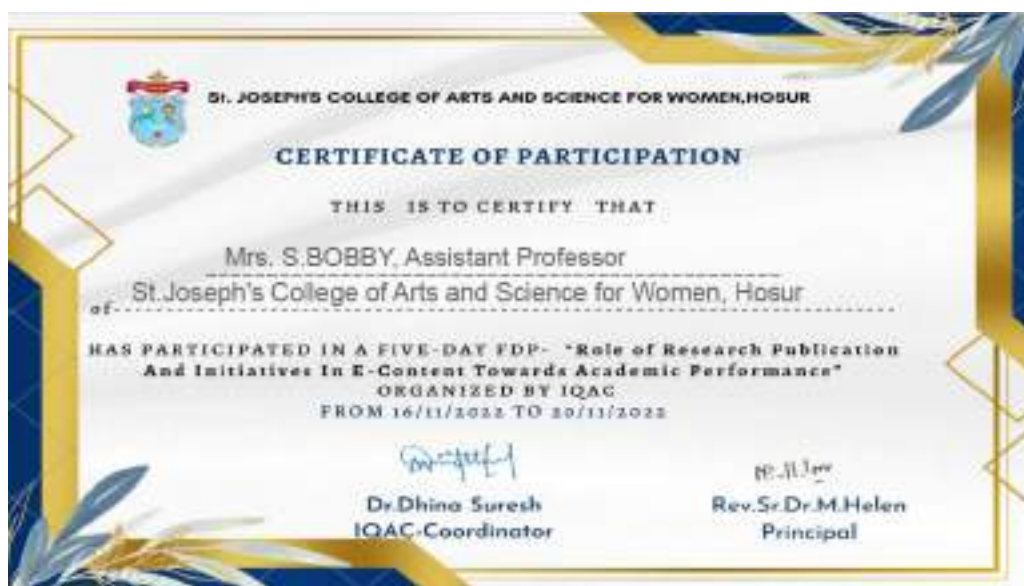 St. JOSEPH'S COLLEGE OF ARTS AND SCIENCE FOR WOMEN,HOSUR
CERTIFICATE OF PARTICIPATION
THIS IS TO CERTIFY THAT
Mrs. S.BOBBY, Assistant Professor
of St.Joseph's College of Arts and Science for Women, Hosur
HAS PARTICIPATED IN A FIVE-DAY FDP- "Role of Research Publication
And Initiatives In E-Content Towards Academic Performance"
ORGANIZED BY IQAC
FROM 16/11/2022 TO 20/11/2022
Dr.Dhina Suresh Rev.Sr.Dr.M.Helen
IQAC-Coordinator Principal